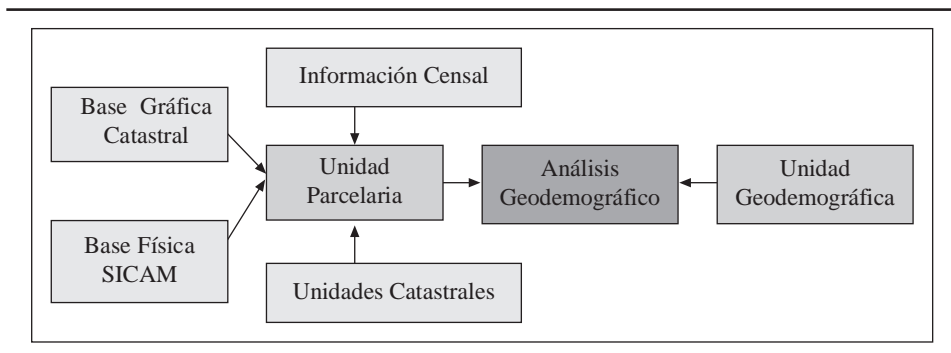 Información Censal
Base Gráfica
Catastral
Unidad
Parcelaria
Análisis
Geodemográfico
Unidad
Geodemográfica
Base Física
SICAM
Unidades Catastrales